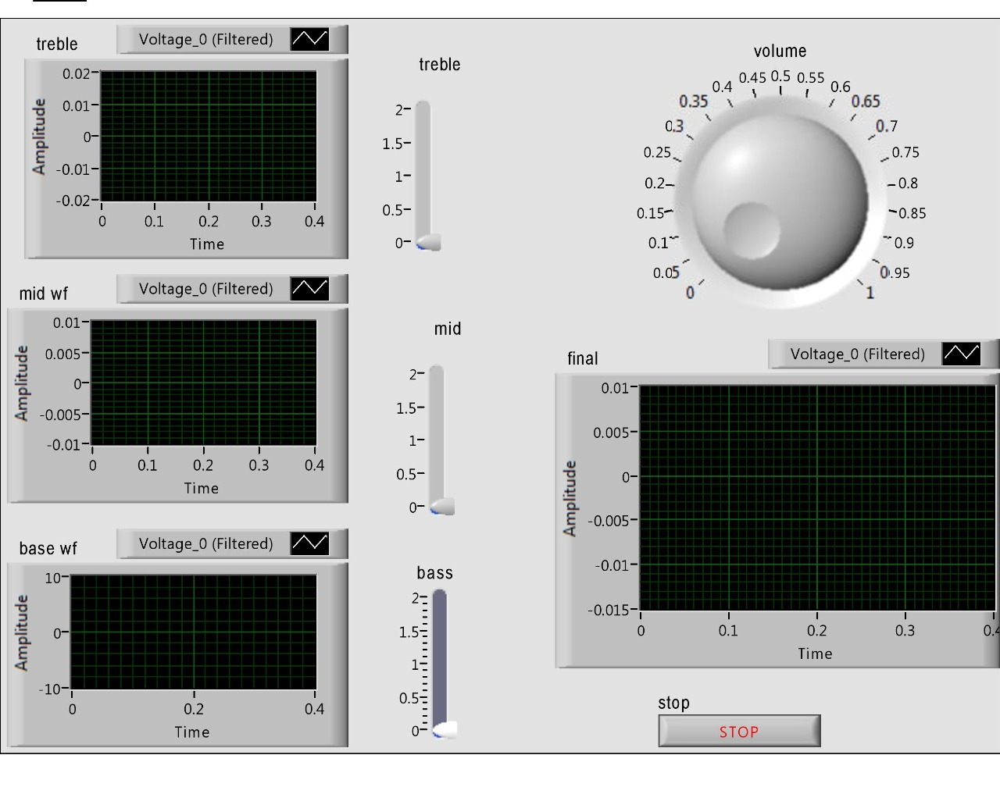 treble
Voltage_0 (Filtered)
Amplitude
0.02
0.01
0
-0.01
-0.02
0 0.1 0.2 0.3 0.4
Time
treble
2
1.5
1
0.5
0
volume
0 0.05 0.1 0.15 0.2 0.25 0.3 0.35 0.4 0.45 0.5 0.55 0.6 0.65 0.7 0.75 0.8 0.85 0.9 0.95 1
mid wf
Voltage_0 (Filtered)
Amplitude
0.01
0.005
0
-0.005
-0.01
0 0.1 0.2 0.3 0.4
Time
mid
2
1.5
1
0.5
0
final
Voltage_0 (Filtered)
Amplitude
0.01
0.005
0
-0.005
-0.01
-0.015
0 0.1 0.2 0.3 0.4
Time
base wf
Voltage_0 (Filtered)
Amplitude
10
0
-10
0 0.2 0.4
Time
bass
2
1.5
1
0.5
0
stop
STOP